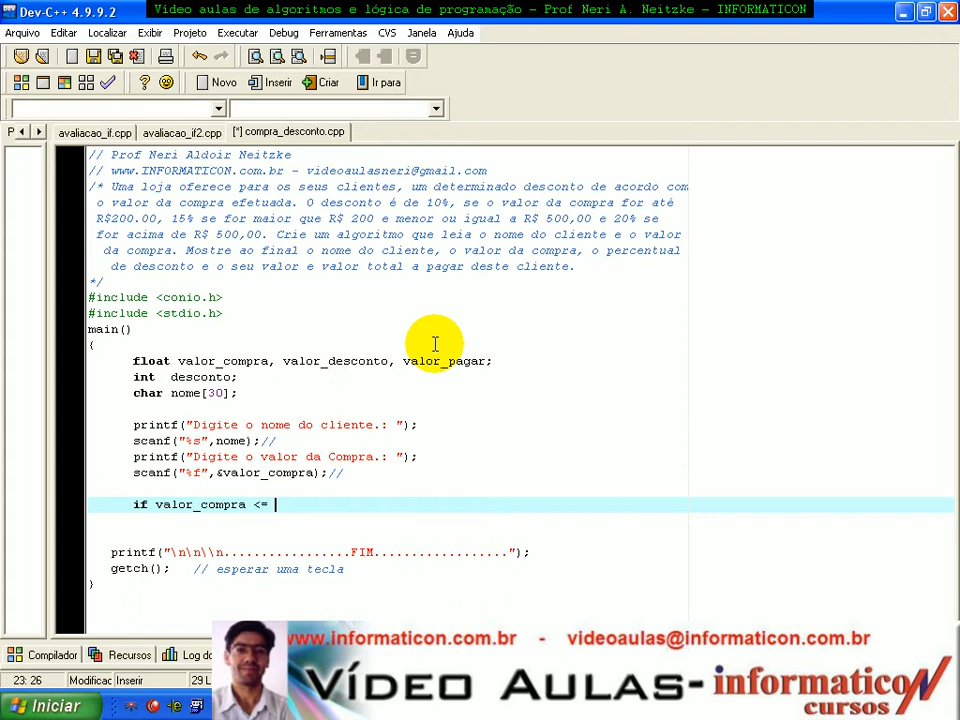 Dev-C++ 4.9.9.2
Vídeo aulas de algoritmos e lógica de programação – Prof Neri A. Neitzke – INFORMATICON
Arquivo Editar Localizar Exibir Projeto Executar Debug Ferramentas CVS Janela Ajuda
Novo Inserir Criar Ir para
P avaliacao_if.cpp avaliacao_if2.cpp [*] compra_desconto.cpp
// Prof Neri Aldoir Neitzke
// www.INFORMATICON.com.br - videoaulasneri@gmail.com
/* Uma loja oferece para os seus clientes, um determinado desconto de acordo com
o valor da compra efetuada. O desconto é de 10%, se o valor da compra for até
R$200.00, 15% se for maior que R$ 200 e menor ou igual a R$ 500,00 e 20% se
for acima de R$ 500,00. Crie um algoritmo que leia o nome do cliente e o valor
da compra. Mostre ao final o nome do cliente, o valor da compra, o percentual
de desconto e o seu valor e valor total a pagar deste cliente.
*/
#include <conio.h>
#include <stdio.h>
main()
{
float valor_compra, valor_desconto, valor_pagar;
int desconto;
char nome[30];
printf("Digite o nome do cliente.: ");
scanf("%s",nome);//
printf("Digite o valor da Compra.: ");
scanf("%f",&valor_compra);//
if valor_compra <=
printf("\n\n\\n.................FIM..................");
getch(); // esperar uma tecla
}
Compilador Recursos Log do
www.informaticon.com.br - videoaulas@informaticon.com.br
23: 26 Modificac Inserir 29 L
Vídeo Aulas- informaticon
cursos
Iniciar